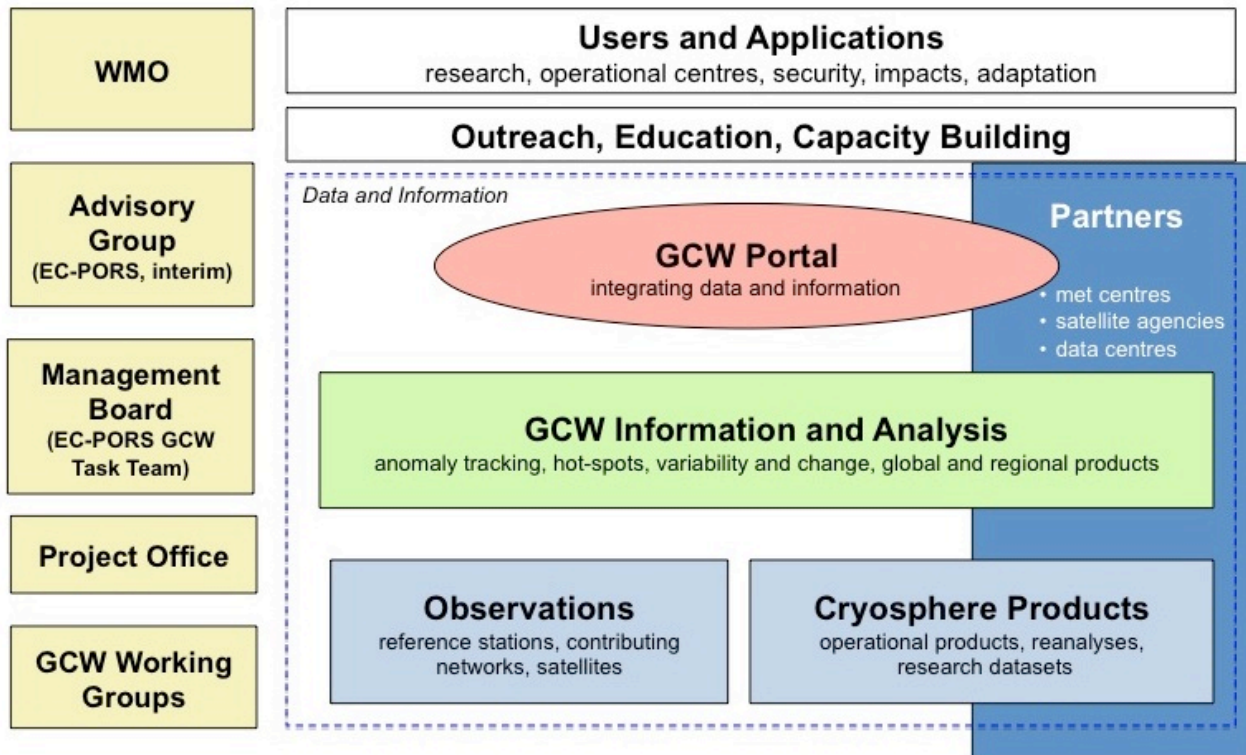 WMO
Advisory
Group
(EC-PORS, interim)
Management
Board
(EC-PORS GCW
Task Team)
Project Office
GCW Working
Groups
Users and Applications
research, operational centres, security, impacts, adaptation
Outreach, Education, Capacity Building
Data and Information
GCW Portal
integrating data and information
Partners
• met centres
• satellite agencies
• data centres
GCW Information and Analysis
anomaly tracking, hot-spots, variability and change, global and regional products
Observations
reference stations, contributing
networks, satellites
Cryosphere Products
operational products, reanalyses,
research datasets